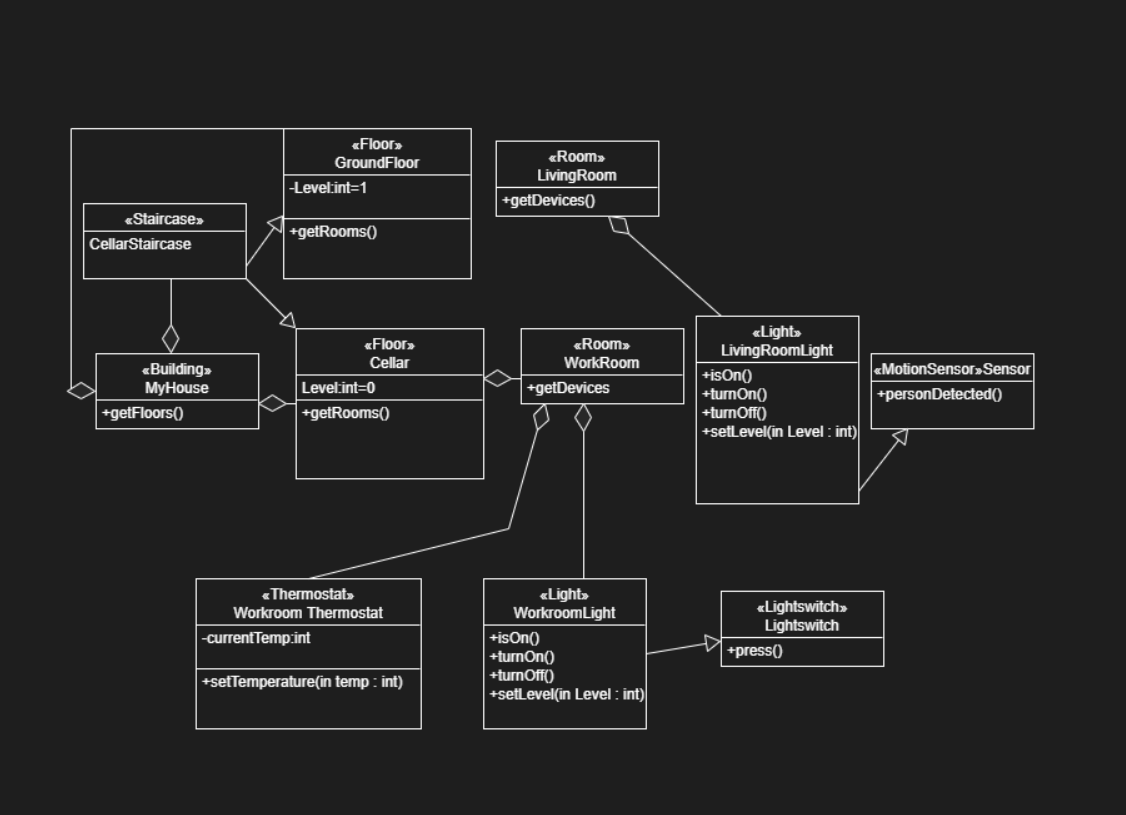 «Floor»
GroundFloor
-Level:int=1
+getRooms()
«Room»
LivingRoom
+getDevices()
«Staircase»
CellarStaircase
«Building»
MyHouse
+getFloors()
«Floor»
Cellar
Level:int=0
+getRooms()
«Room»
WorkRoom
+getDevices
«Light»
LivingRoomLight
+isOn()
+turnOn()
+turnOff()
+setLevel(in Level : int)
«MotionSensor»Sensor
+personDetected()
«Thermostat»
Workroom Thermostat
-currentTemp:int
+setTemperature(in temp : int)
«Light»
WorkroomLight
+isOn()
+turnOn()
+turnOff()
+setLevel(in Level : int)
«Lightswitch»
Lightswitch
+press()